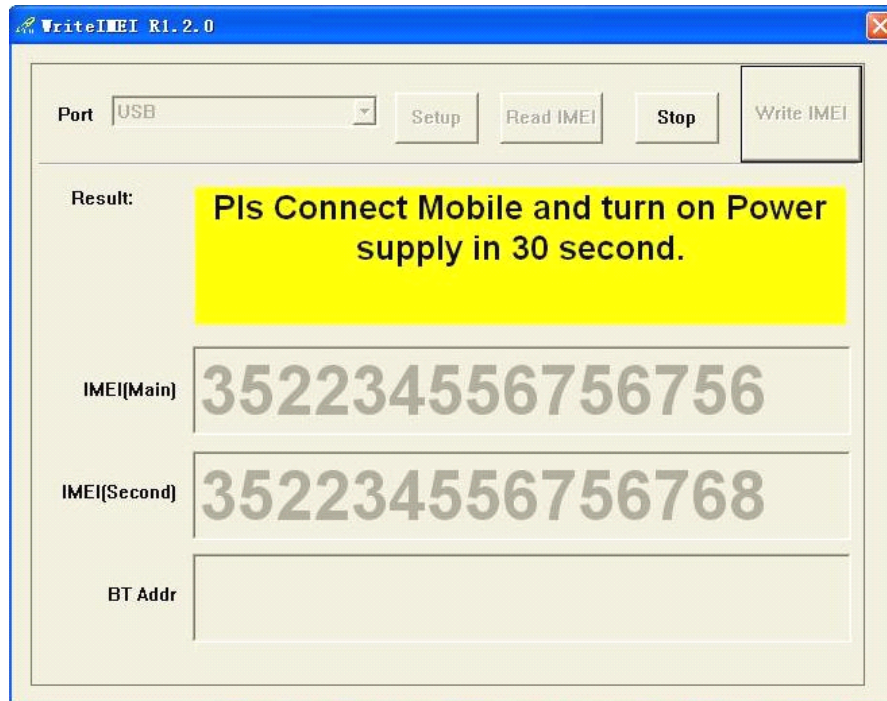 WriteIMEI R1.2.0
Port USB Setup Read IMEI Stop Write IMEI
Result:
Pls Connect Mobile and turn on Power
supply in 30 second.
IMEI(Main) 352234556756756
IMEI(Second) 352234556756768
BT Addr